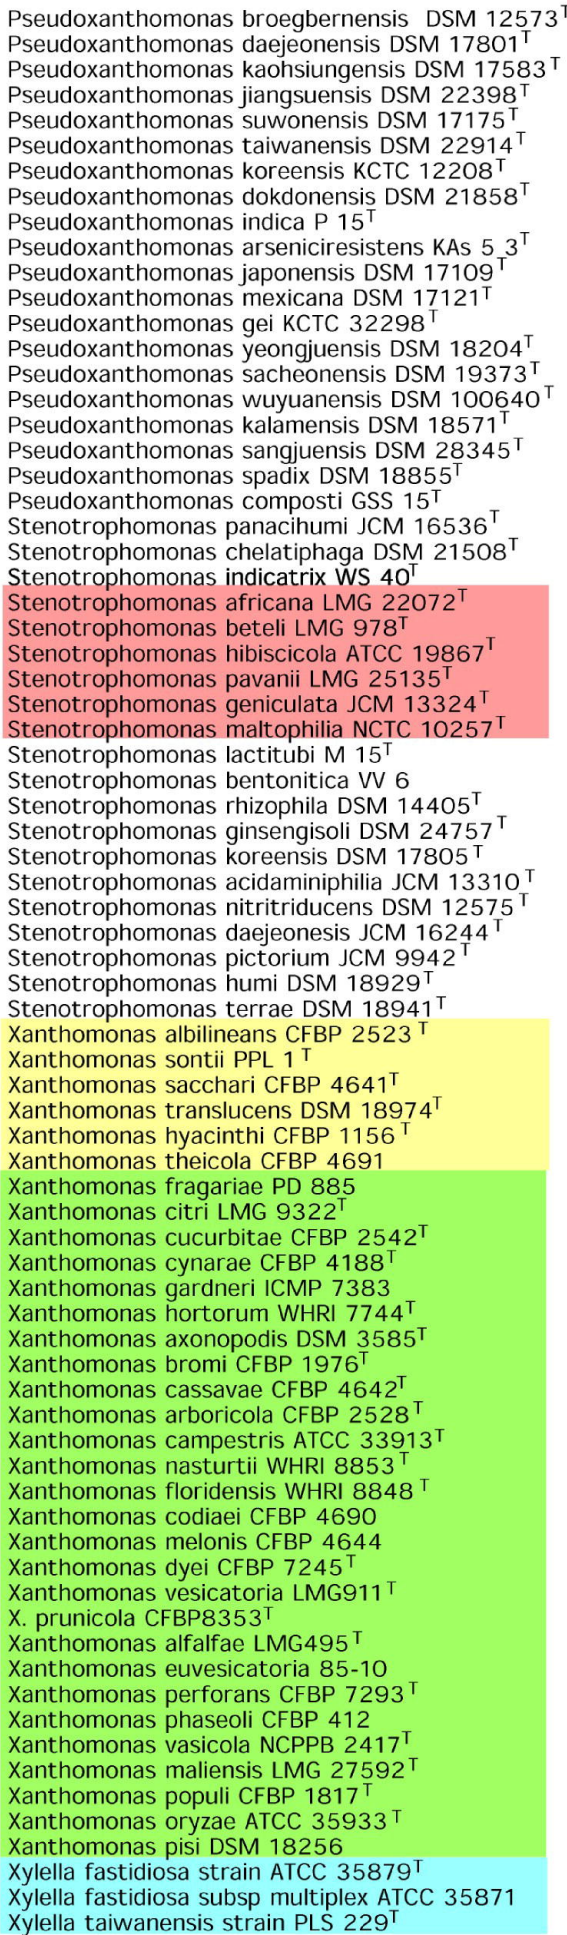 Pseudoxanthomonas broegbernensis DSM 12573ᵀ
Pseudoxanthomonas daejeonensis DSM 17801ᵀ
Pseudoxanthomonas kaohsiungensis DSM 17583ᵀ
Pseudoxanthomonas jiangsuensis DSM 22398ᵀ
Pseudoxanthomonas suwonensis DSM 17175ᵀ
Pseudoxanthomonas taiwanensis DSM 22914ᵀ
Pseudoxanthomonas koreensis KCTC 12208ᵀ
Pseudoxanthomonas dokdonensis DSM 21858ᵀ
Pseudoxanthomonas indica P 15ᵀ
Pseudoxanthomonas arseniciresistens KAs 5_3ᵀ
Pseudoxanthomonas japonensis DSM 17109ᵀ
Pseudoxanthomonas mexicana DSM 17121ᵀ
Pseudoxanthomonas gei KCTC 32298ᵀ
Pseudoxanthomonas yeongjuensis DSM 18204ᵀ
Pseudoxanthomonas sacheonensis DSM 19373ᵀ
Pseudoxanthomonas wuyuanensis DSM 100640ᵀ
Pseudoxanthomonas kalamensis DSM 18571ᵀ
Pseudoxanthomonas sangjuensis DSM 28345ᵀ
Pseudoxanthomonas spadix DSM 18855ᵀ
Pseudoxanthomonas composti GSS 15ᵀ
Stenotrophomonas panacihumi JCM 16536ᵀ
Stenotrophomonas chelatiphaga DSM 21508ᵀ
Stenotrophomonas indicatrix WS 40ᵀ
Stenotrophomonas africana LMG 22072ᵀ
Stenotrophomonas beteli LMG 978ᵀ
Stenotrophomonas hibiscicola ATCC 19867ᵀ
Stenotrophomonas pavanii LMG 25135ᵀ
Stenotrophomonas geniculata JCM 13324ᵀ
Stenotrophomonas maltophilia NCTC 10257ᵀ
Stenotrophomonas lactitubi M 15ᵀ
Stenotrophomonas bentonitica VV 6
Stenotrophomonas rhizophila DSM 14405ᵀ
Stenotrophomonas ginsengisoli DSM 24757ᵀ
Stenotrophomonas koreensis DSM 17805ᵀ
Stenotrophomonas acidaminiphilia JCM 13310ᵀ
Stenotrophomonas nitritriducens DSM 12575ᵀ
Stenotrophomonas daejeonesis JCM 16244ᵀ
Stenotrophomonas pictorium JCM 9942ᵀ
Stenotrophomonas humi DSM 18929ᵀ
Stenotrophomonas terrae DSM 18941ᵀ
Xanthomonas albilineans CFBP 2523ᵀ
Xanthomonas sontii PPL 1ᵀ
Xanthomonas sacchari CFBP 4641ᵀ
Xanthomonas translucens DSM 18974ᵀ
Xanthomonas hyacinthi CFBP 1156ᵀ
Xanthomonas theicola CFBP 4691
Xanthomonas fragariae PD 885
Xanthomonas citri LMG 9322ᵀ
Xanthomonas cucurbitae CFBP 2542ᵀ
Xanthomonas cynarae CFBP 4188ᵀ
Xanthomonas gardneri ICMP 7383
Xanthomonas hortorum WHRI 7744ᵀ
Xanthomonas axonopodis DSM 3585ᵀ
Xanthomonas bromi CFBP 1976ᵀ
Xanthomonas cassavae CFBP 4642ᵀ
Xanthomonas arboricola CFBP 2528ᵀ
Xanthomonas campestris ATCC 33913ᵀ
Xanthomonas nasturtii WHRI 8853ᵀ
Xanthomonas floridensis WHRI 8848ᵀ
Xanthomonas codiaei CFBP 4690
Xanthomonas melonis CFBP 4644
Xanthomonas dyei CFBP 7245ᵀ
Xanthomonas vesicatoria LMG911ᵀ
X. prunicola CFBP8353ᵀ
Xanthomonas alfalfae LMG495ᵀ
Xanthomonas euvesicatoria 85-10
Xanthomonas perforans CFBP 7293ᵀ
Xanthomonas phaseoli CFBP 412
Xanthomonas vasicola NCPPB 2417ᵀ
Xanthomonas maliensis LMG 27592ᵀ
Xanthomonas populi CFBP 1817ᵀ
Xanthomonas oryzae ATCC 35933ᵀ
Xanthomonas pisi DSM 18256
Xylella fastidiosa strain ATCC 35879ᵀ
Xylella fastidiosa subsp multiplex ATCC 35871
Xylella taiwanensis strain PLS 229ᵀ